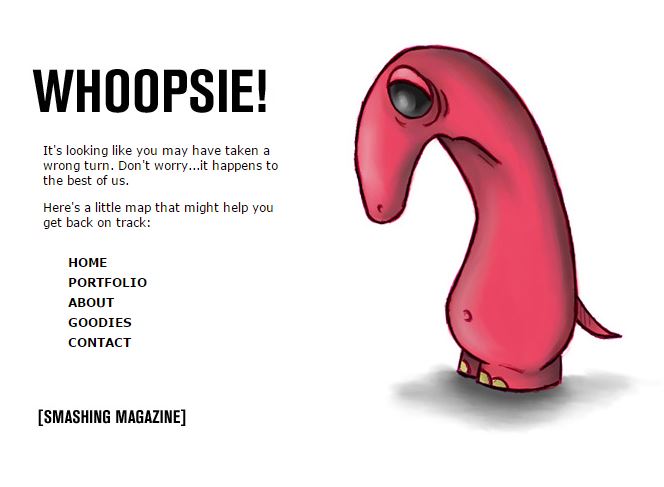 WHOOPSIE!
It's looking like you may have taken a
wrong turn. Don't worry...it happens to
the best of us.
Here's a little map that might help you
get back on track:
HOME
PORTFOLIO
ABOUT
GOODIES
CONTACT
[SMASHING MAGAZINE]